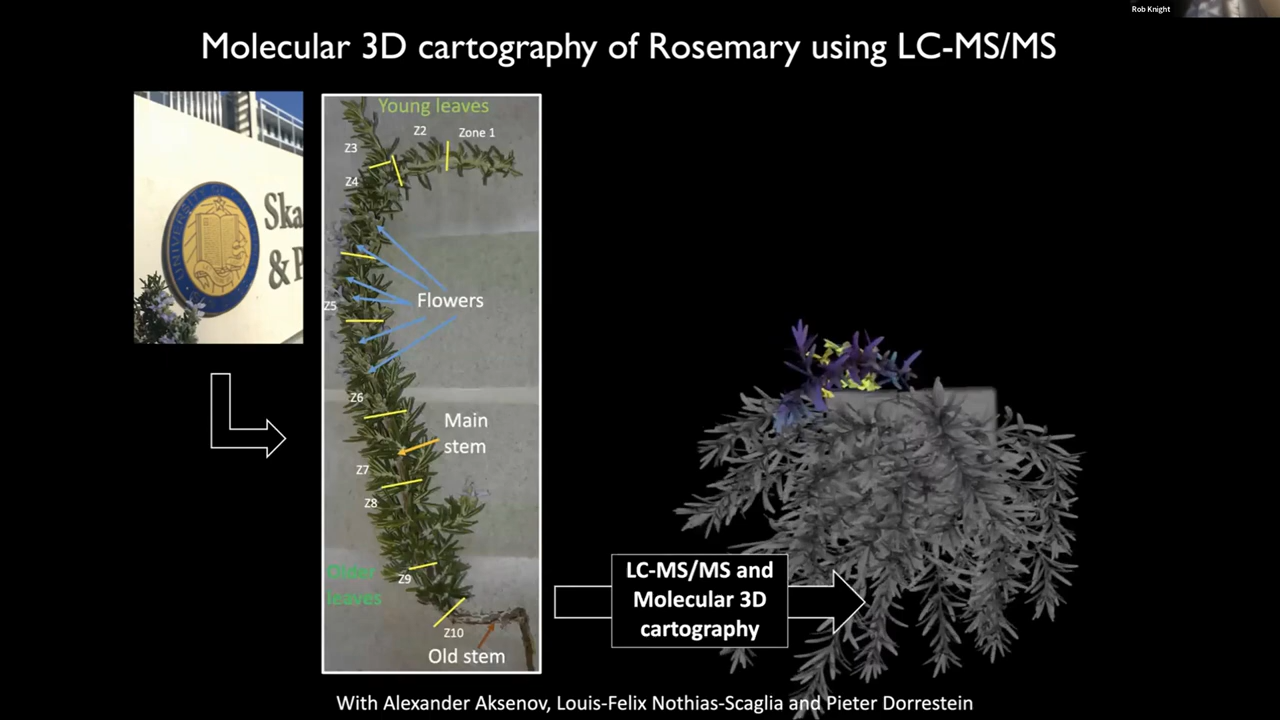 Rob Knight
Molecular 3D cartography of Rosemary using LC-MS/MS
Ska
& P
Young leaves
Z2
Zone 1
Z3
Z4
Z5
Flowers
Z6
Main
stem
Z7
Z8
Older
leaves
Z9
Z10
Old stem
LC-MS/MS and
Molecular 3D
cartography
With Alexander Aksenov, Louis-Felix Nothias-Scaglia and Pieter Dorrestein